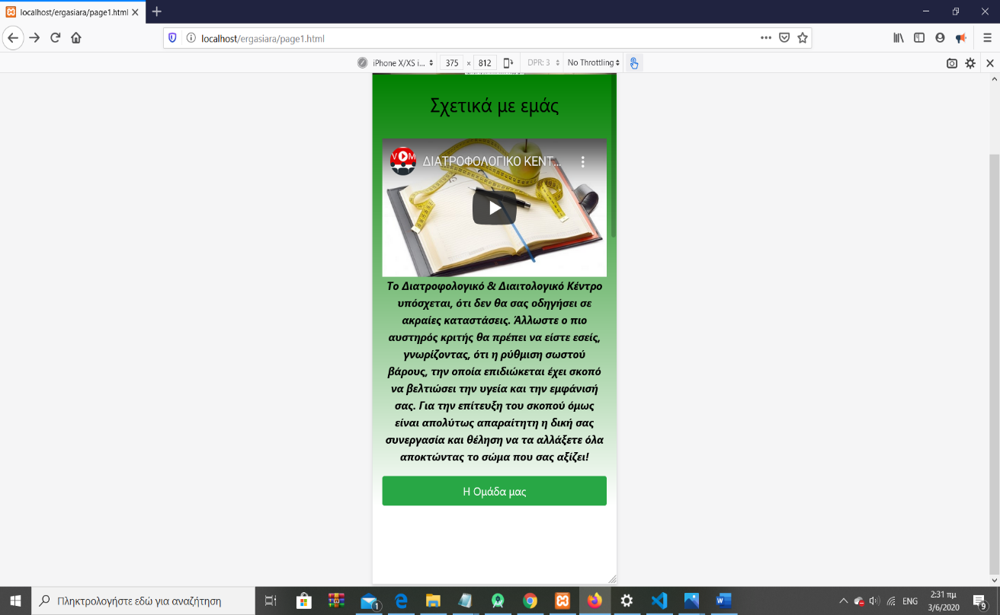 localhost/ergasiara/page1.html
localhost/ergasiara/page1.html
iPhone X/XS i... 375 × 812 DPR: 3 No Throttling
Σχετικά με εμάς
VOM
ΔΙΑΤΡΟΦΟΛΟΓΙΚΟ ΚΕΝΤ...
Το Διατροφολογικό & Διαιτολογικό Κέντρο
υπόσχεται, ότι δεν θα σας οδηγήσει σε
ακραίες καταστάσεις. Άλλωστε ο πιο
αυστηρός κριτής θα πρέπει να είστε εσείς,
γνωρίζοντας, ότι η ρύθμιση σωστού
βάρους, την οποία επιδιώκεται έχει σκοπό
να βελτιώσει την υγεία και την εμφάνισή
σας. Για την επίτευξη του σκοπού όμως
είναι απολύτως απαραίτητη η δική σας
συνεργασία και θέληση να τα αλλάξετε όλα
αποκτώντας το σώμα που σας αξίζει!
Η Ομάδα μας
Πληκτρολογήστε εδώ για αναζήτηση
1
ENG
2:31 πμ
3/6/2020
9